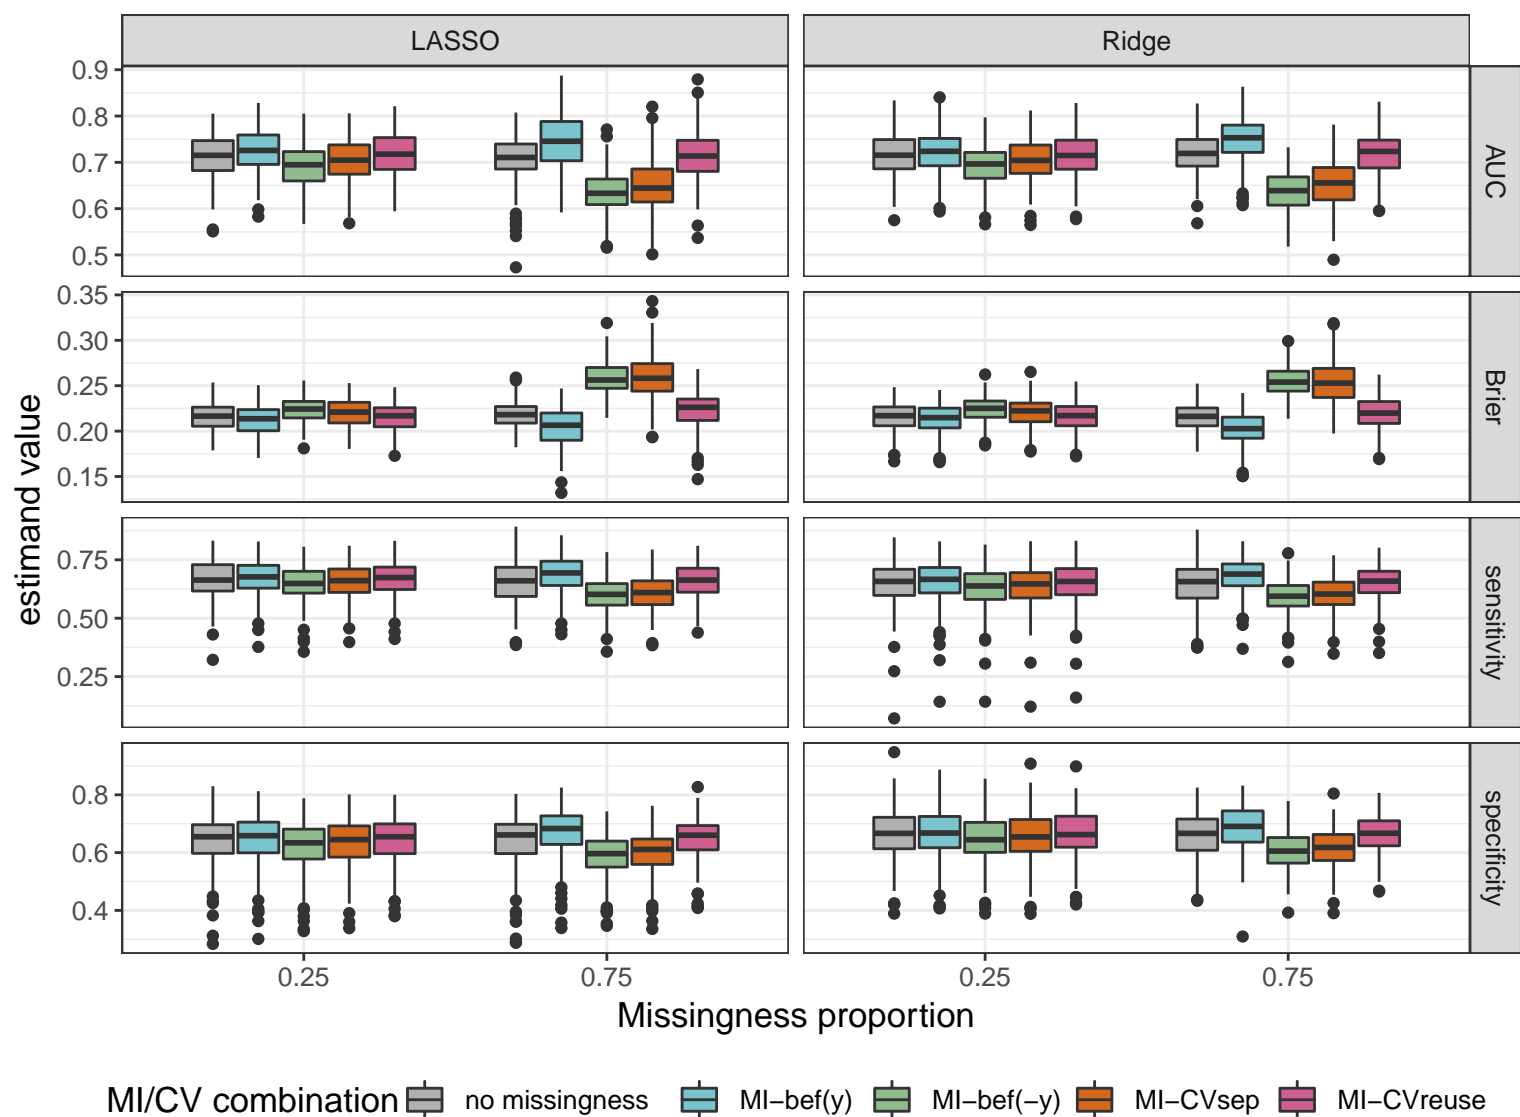 LASSO
Ridge
0.9
0.8
0.7
0.6
0.5
AUC
0.35
0.30
0.25
0.20
0.15
Brier
0.75
0.50
0.25
sensitivity
0.8
0.6
0.4
specificity
estimand value
0.25
0.75
0.25
0.75
Missingness proportion
MI/CV combination
no missingness
MI−bef(y)
MI−bef(−y)
MI−CVsep
MI−CVreuse